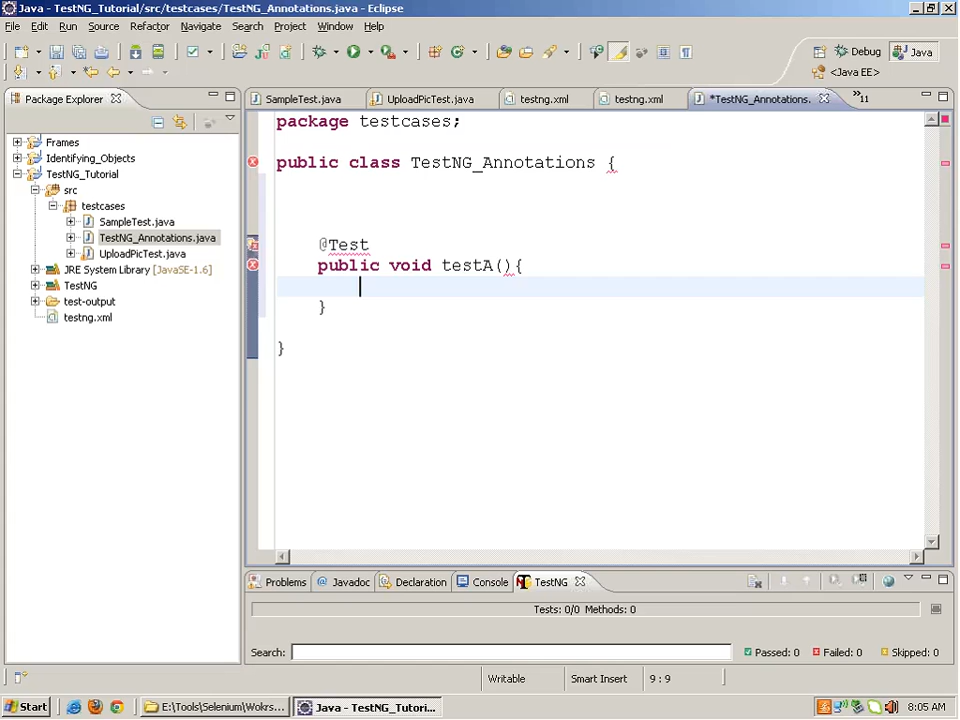 Java - TestNG_Tutorial/src/testcases/TestNG_Annotations.java - Eclipse
File Edit Run Source Refactor Navigate Search Project Window Help
Debug Java
<Java EE>
Package Explorer
SampleTest.java UploadPicTest.java testng.xml testng.xml *TestNG_Annotations. »11
Frames
Identifying_Objects
TestNG_Tutorial
src
testcases
SampleTest.java
TestNG_Annotations.java
UploadPicTest.java
JRE System Library [JavaSE-1.6]
TestNG
test-output
testng.xml
package testcases;
public class TestNG_Annotations {
@Test
public void testA(){
}
}
Problems Javadoc Declaration Console TestNG
Tests: 0/0 Methods: 0
Search: Passed: 0 Failed: 0 Skipped: 0
Writable Smart Insert 9 : 9
Start E:\Tools\Selenium\Wokrs... Java - TestNG_Tutori... 8:05 AM